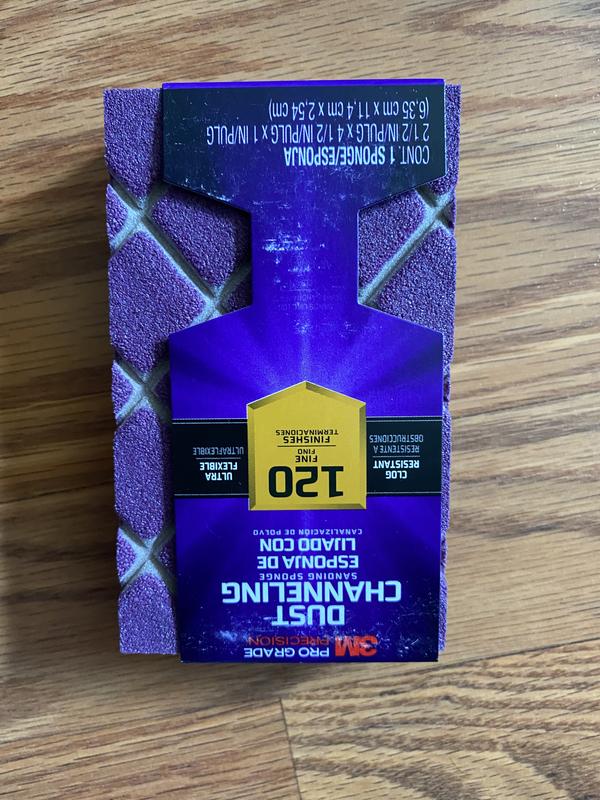 3M PRO GRADE
PRECISION
DUST
CHANNELING
SANDING SPONGE
ESPONJA DE
LIJADO CON
CANALIZACIÓN DE POLVO
CLOG
RESISTANT
RESISTENTE A
OBSTRUCCIONES
120
FINE
FINO
FINISHES
TERMINACIONES
ULTRA
FLEXIBLE
ULTRAFLEXIBLE
CONT. 1 SPONGE/ESPONJA
2 1/2 IN/PULG x 4 1/2 IN/PULG x 1 IN/PULG
(6,35 cm x 11,4 cm x 2,54 cm)